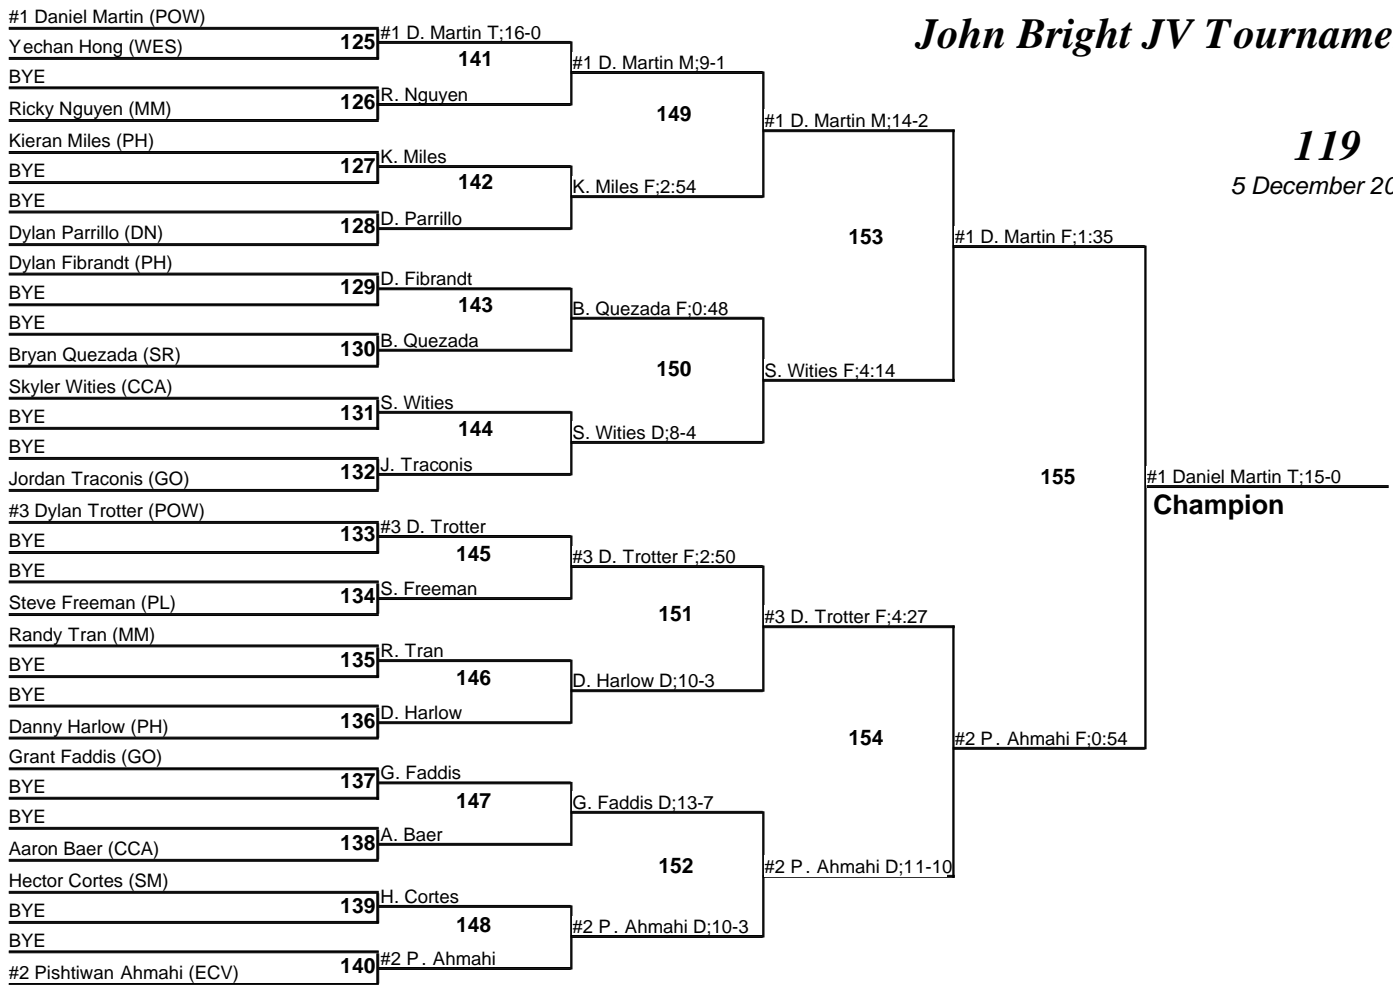 John Bright JV Tourname
119
5 December 20
#1 Daniel Martin (POW)
Yechan Hong (WES)
BYE
Ricky Nguyen (MM)
Kieran Miles (PH)
BYE
BYE
Dylan Parrillo (DN)
Dylan Fibrandt (PH)
BYE
BYE
Bryan Quezada (SR)
Skyler Wities (CCA)
BYE
BYE
Jordan Traconis (GO)
#3 Dylan Trotter (POW)
BYE
BYE
Steve Freeman (PL)
Randy Tran (MM)
BYE
BYE
Danny Harlow (PH)
Grant Faddis (GO)
BYE
BYE
Aaron Baer (CCA)
Hector Cortes (SM)
BYE
BYE
#2 Pishtiwan Ahmahi (ECV)
125
126
127
128
129
130
131
132
133
134
135
136
137
138
139
140
#1 D. Martin T;16-0
R. Nguyen
K. Miles
D. Parrillo
D. Fibrandt
B. Quezada
S. Wities
J. Traconis
#3 D. Trotter
S. Freeman
R. Tran
D. Harlow
G. Faddis
A. Baer
H. Cortes
#2 P. Ahmahi
141
142
143
144
145
146
147
148
#1 D. Martin M;9-1
K. Miles F;2:54
B. Quezada F;0:48
S. Wities D;8-4
#3 D. Trotter F;2:50
D. Harlow D;10-3
G. Faddis D;13-7
#2 P. Ahmahi D;10-3
149
150
151
152
#1 D. Martin M;14-2
S. Wities F;4:14
#3 D. Trotter F;4:27
#2 P. Ahmahi D;11-10
153
154
#1 D. Martin F;1:35
#2 P. Ahmahi F;0:54
155
#1 Daniel Martin T;15-0
Champion